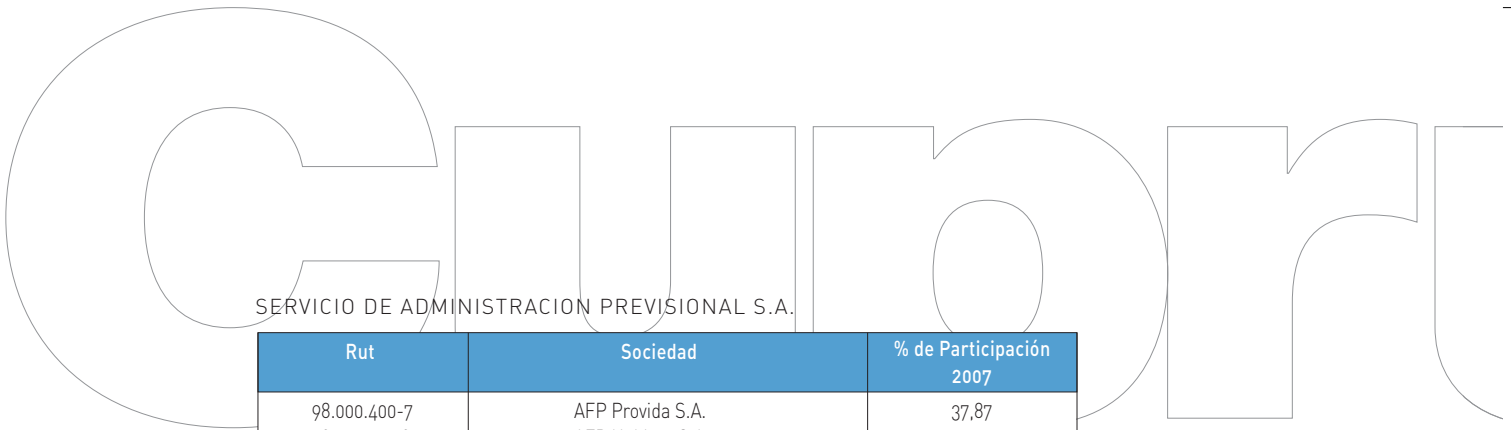 Cupr
SERVICIO DE ADMINISTRACION PREVISIONAL S.A.
Rut Sociedad % de Participación 2007
98.000.400-7 AFP Provida S.A. 37,87